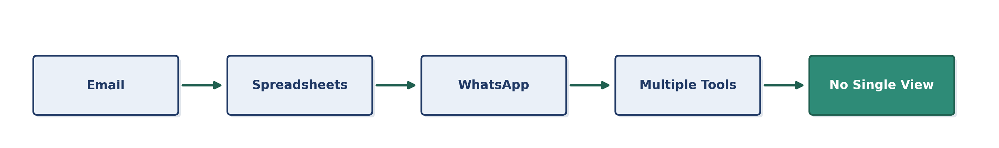 Email
Spreadsheets
WhatsApp
Multiple Tools
No Single View